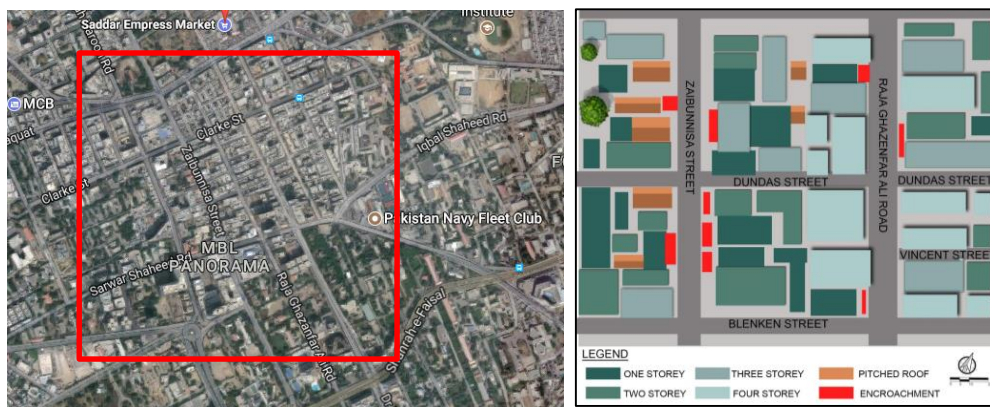 Institute
Saddar Empress Market
MCB
Clarke St
Iqbal Shaheed Rd
Clarke St
Zaibunnisa Street
Pakistan Navy Fleet Club
MBL
PANORAMA
Sarwar Shaheed Rd
Raja Ghazanfar Ali Rd
Shahrah-e-Faisal
ZAIBUNNISA STREET
RAJA GHAZENFAR ALI ROAD
DUNDAS STREET
DUNDAS STREET
VINCENT STREET
BLENKEN STREET
LEGEND
ONE STOREY
THREE STOREY
PITCHED ROOF
TWO STOREY
FOUR STOREY
ENCROACHMENT